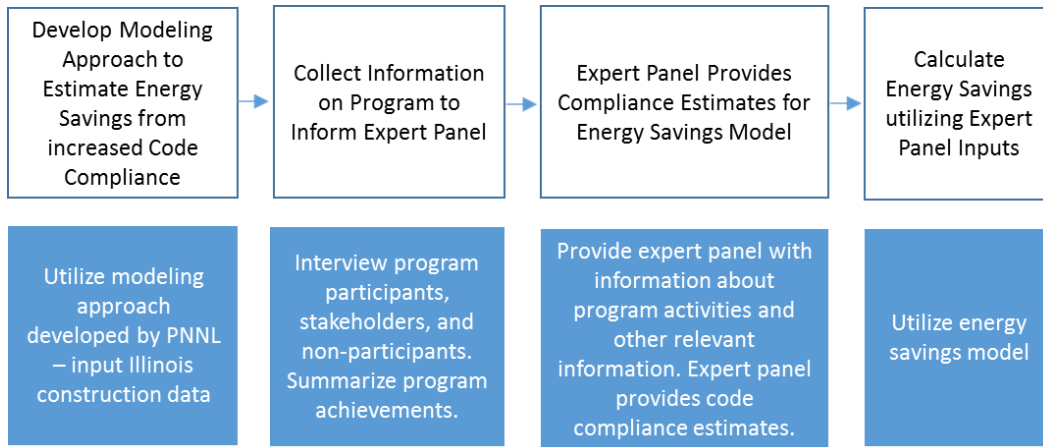 Develop Modeling
Approach to
Estimate Energy
Savings from
increased Code
Compliance
Collect Information
on Program to
Inform Expert Panel
Expert Panel Provides
Compliance Estimates for
Energy Savings Model
Calculate
Energy Savings
utilizing Expert
Panel Inputs
Utilize modeling
approach
developed by PNNL
– input Illinois
construction data
Interview program
participants,
stakeholders, and
non-participants.
Summarize program
achievements.
Provide expert panel with
information about
program activities and
other relevant
information. Expert panel
provides code
compliance estimates.
Utilize energy
savings model